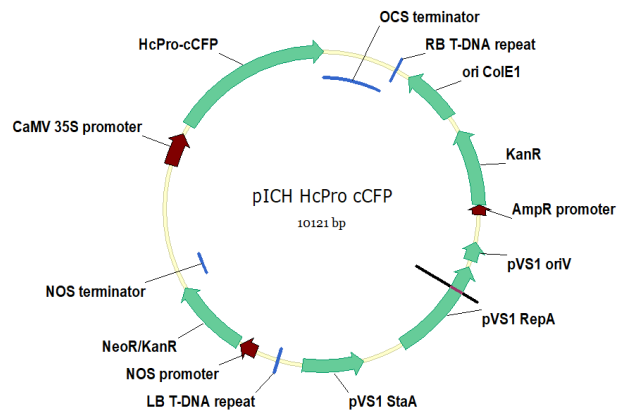 OCS terminator
HcPro-cCFP
RB T-DNA repeat
ori ColE1
CaMV 35S promoter
KanR
pICH HcPro cCFP
10121 bp
AmpR promoter
pVS1 oriV
NOS terminator
pVS1 RepA
NeoR/KanR
NOS promoter
LB T-DNA repeat
pVS1 StaA